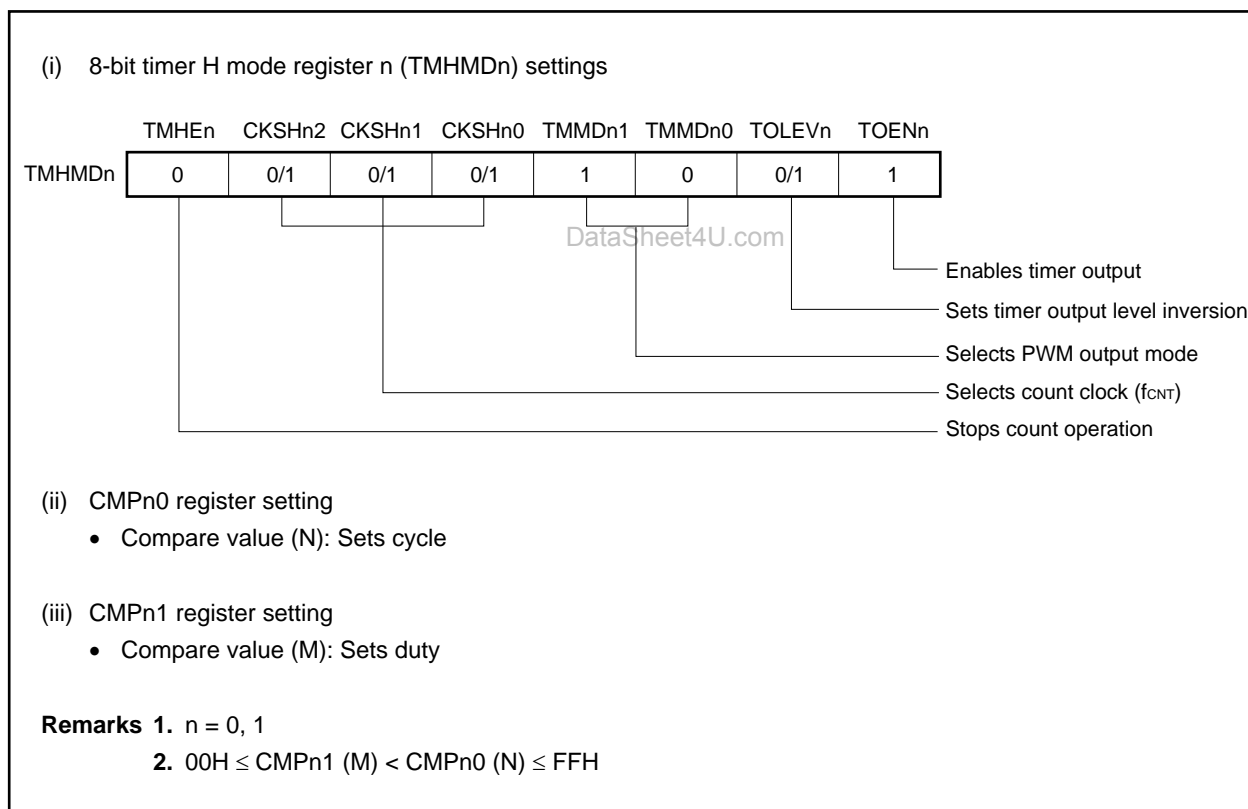 (i) 8-bit timer H mode register n (TMHMDn) settings
TMHEn CKSHn2 CKSHn1 CKSHn0 TMMDn1 TMMDn0 TOLEVn TOENn
TMHMDn 0 0/1 0/1 0/1 1 0 0/1 1
DataSheet4U.com
Enables timer output
Sets timer output level inversion
Selects PWM output mode
Selects count clock (fCNT)
Stops count operation
(ii) CMPn0 register setting
• Compare value (N): Sets cycle
(iii) CMPn1 register setting
• Compare value (M): Sets duty
Remarks 1. n = 0, 1
2. 00H ≤ CMPn1 (M) < CMPn0 (N) ≤ FFH